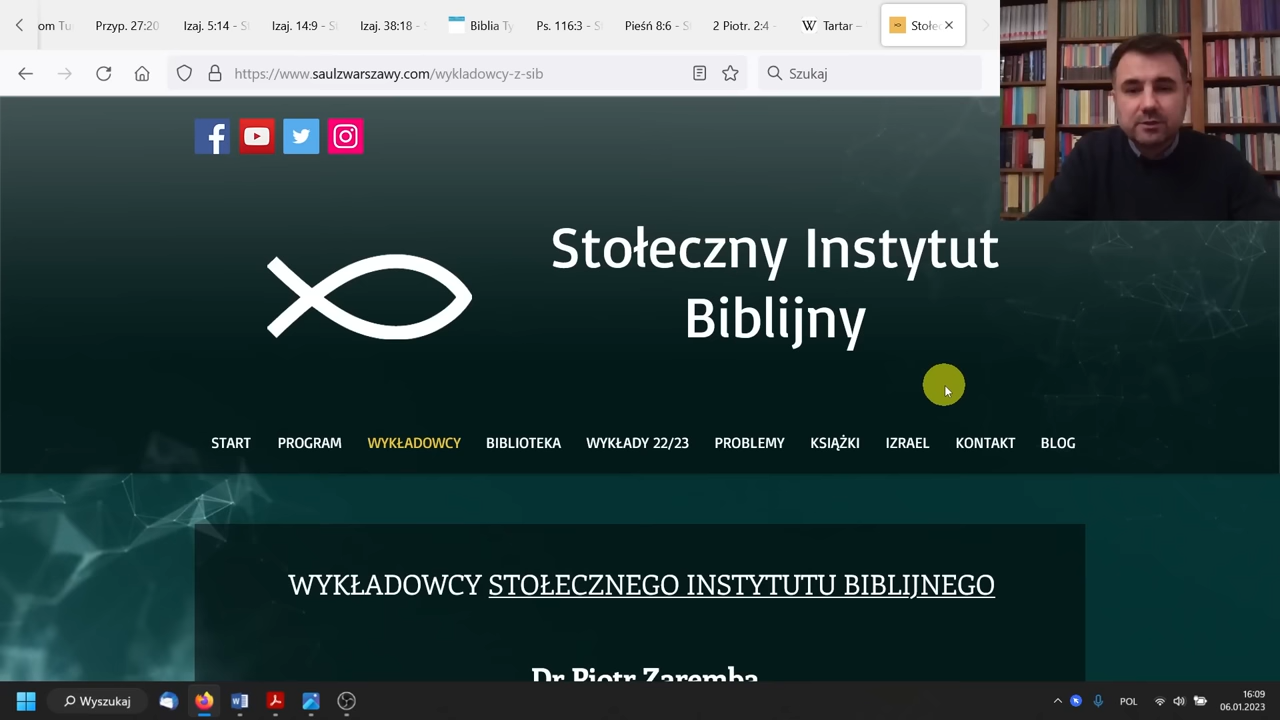 om Tu
Przyp. 27:20
Izaj. 5:14 - S
Izaj. 14:9 - S
Izaj. 38:18 -
Biblia Ty
Ps. 116:3 - S
Pieśń 8:6 - S
2 Piotr. 2:4 -
W Tartar –
Stołe
https://www.saulzwarszawy.com/wykladowcy-z-sib
Szukaj
Stołeczny Instytut
Biblijny
START PROGRAM WYKŁADOWCY BIBLIOTEKA WYKŁADY 22/23 PROBLEMY KSIĄŻKI IZRAEL KONTAKT BLOG
WYKŁADOWCY STOŁECZNEGO INSTYTUTU BIBLIJNEGO
Dr Piotr Zaremba
Wyszukaj
POL
16:09
06.01.2023